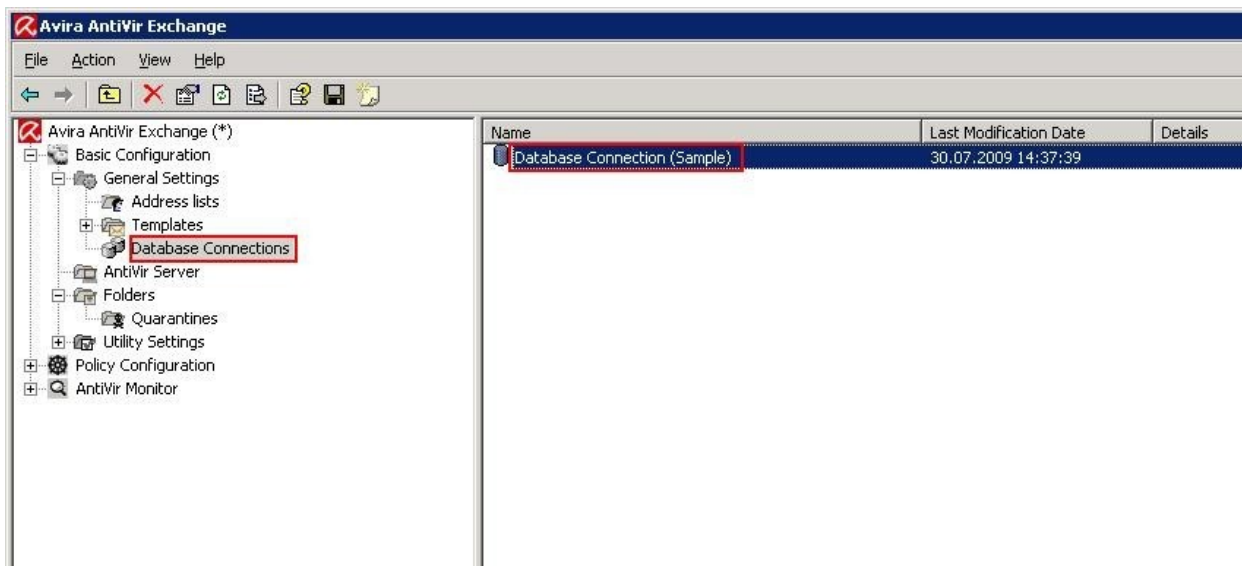 Avira AntiVir Exchange
File Action View Help
Avira AntiVir Exchange (*)
Basic Configuration
General Settings
Address lists
Templates
Database Connections
AntiVir Server
Folders
Quarantines
Utility Settings
Policy Configuration
AntiVir Monitor
Name Last Modification Date Details
Database Connection (Sample) 30.07.2009 14:37:39